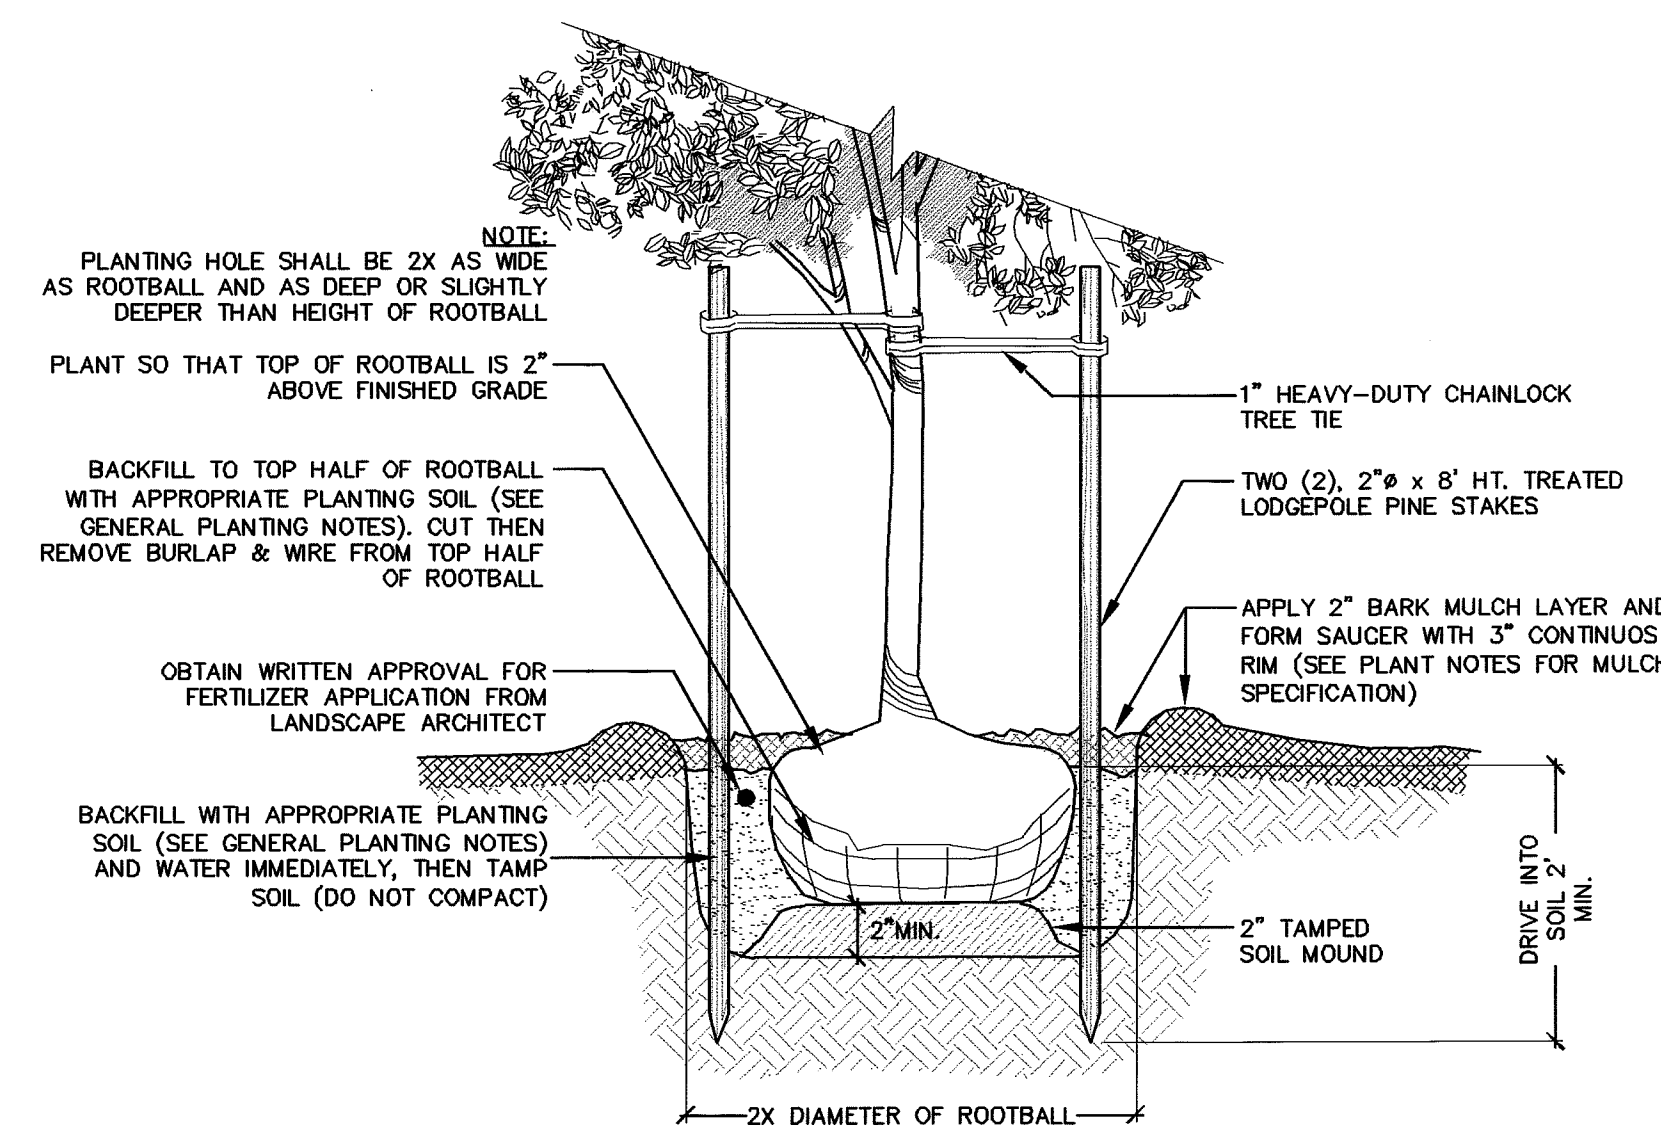 NOTE:
PLANTING HOLE SHALL BE 2X AS WIDE
AS ROOTBALL AND AS DEEP OR SLIGHTLY
DEEPER THAN HEIGHT OF ROOTBALL
PLANT SO THAT TOP OF ROOTBALL IS 2"
ABOVE FINISHED GRADE
BACKFILL TO TOP HALF OF ROOTBALL
WITH APPROPRIATE PLANTING SOIL (SEE
GENERAL PLANTING NOTES). CUT THEN
REMOVE BURLAP & WIRE FROM TOP HALF
OF ROOTBALL
OBTAIN WRITTEN APPROVAL FOR
FERTILIZER APPLICATION FROM
LANDSCAPE ARCHITECT
BACKFILL WITH APPROPRIATE PLANTING
SOIL (SEE GENERAL PLANTING NOTES)
AND WATER IMMEDIATELY, THEN TAMP
SOIL (DO NOT COMPACT)
1" HEAVY-DUTY CHAINLOCK
TREE TIE
TWO (2), 2"ø x 8' HT. TREATED
LODGEPOLE PINE STAKES
APPLY 2" BARK MULCH LAYER AND
FORM SAUCER WITH 3" CONTINUOS
RIM (SEE PLANT NOTES FOR MULCH
SPECIFICATION)
2" TAMPED
SOIL MOUND
2" MIN.
DRIVE INTO
SOIL 2'
MIN.
2X DIAMETER OF ROOTBALL